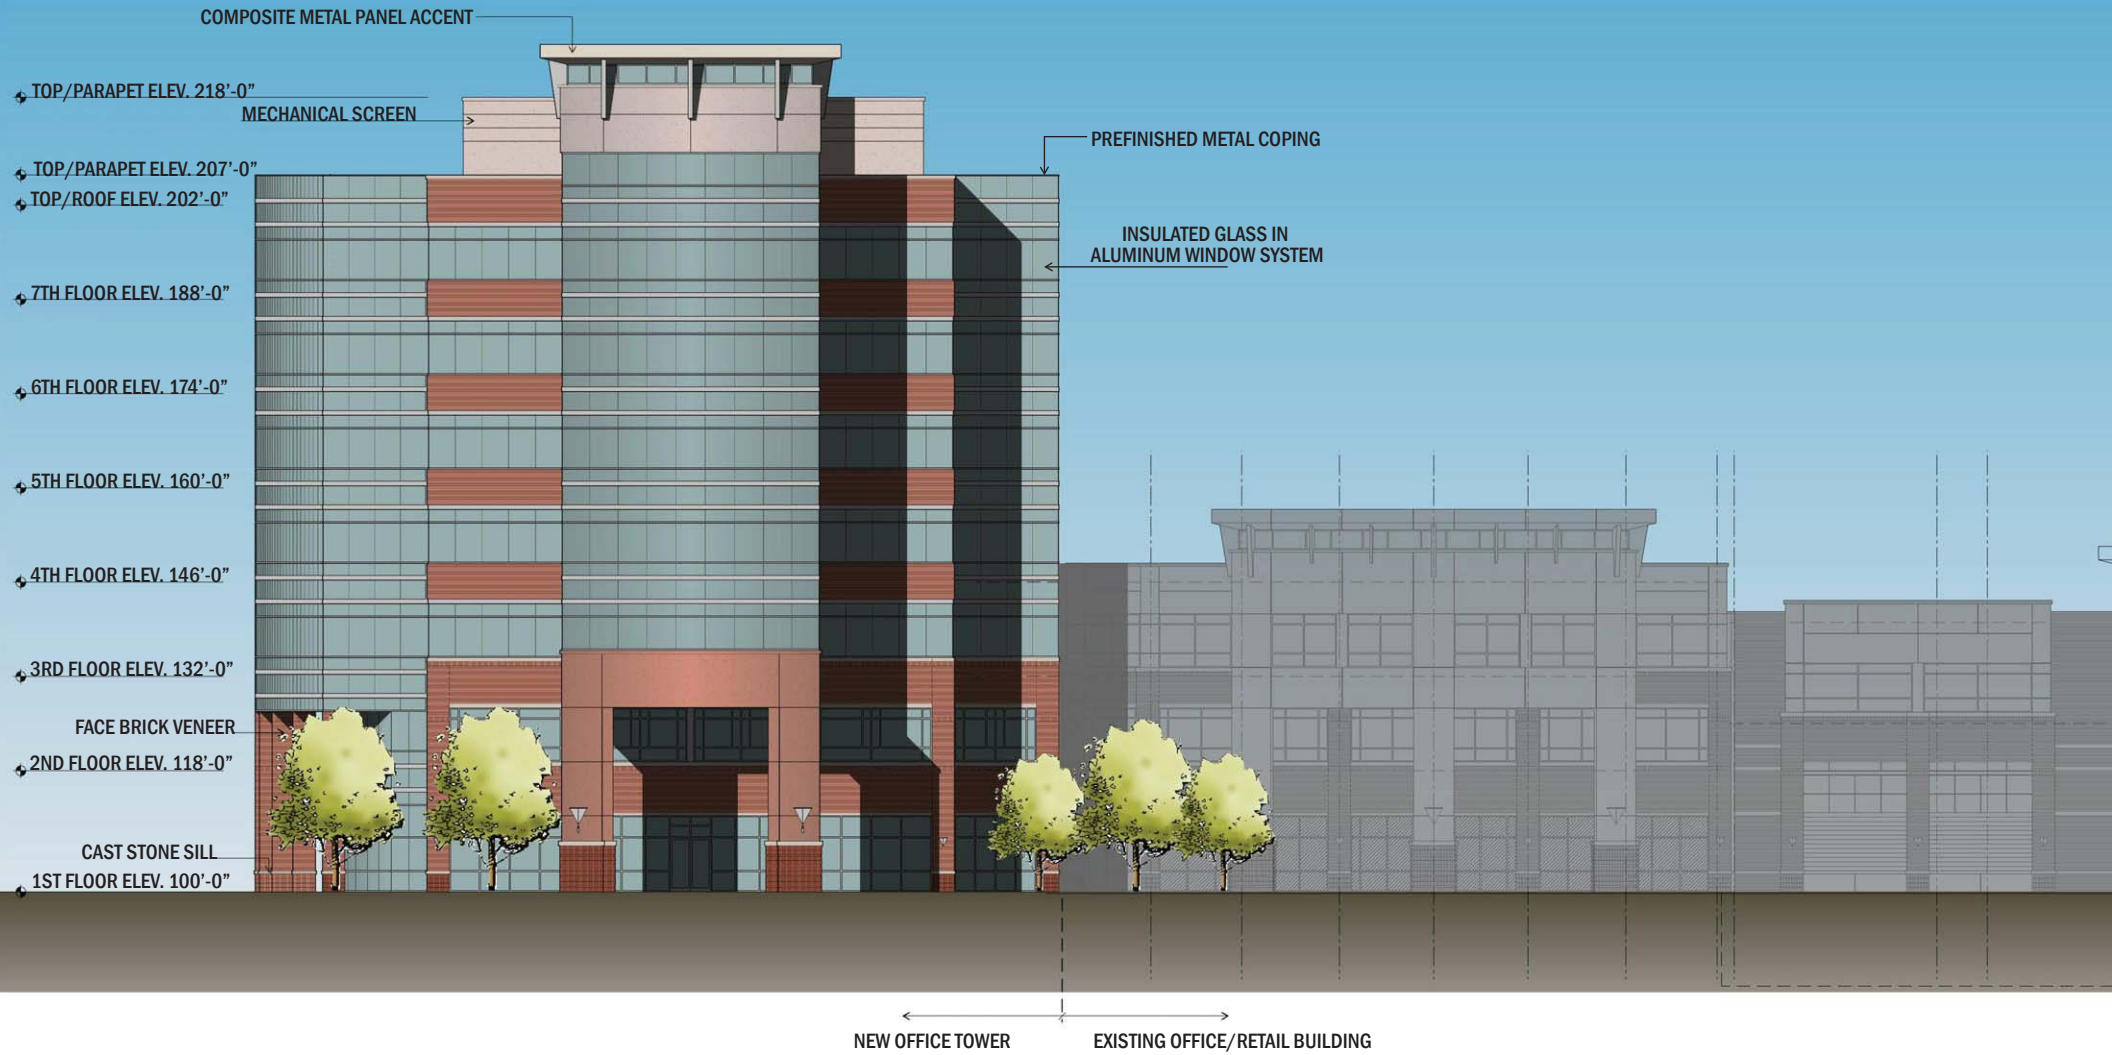 COMPOSITE METAL PANEL ACCENT
TOP/PARAPET ELEV. 218'-0"
MECHANICAL SCREEN
PREFINISHED METAL COPING
TOP/PARAPET ELEV. 207'-0"
TOP/ROOF ELEV. 202'-0"
INSULATED GLASS IN
ALUMINUM WINDOW SYSTEM
7TH FLOOR ELEV. 188'-0"
6TH FLOOR ELEV. 174'-0"
5TH FLOOR ELEV. 160'-0"
4TH FLOOR ELEV. 146'-0"
3RD FLOOR ELEV. 132'-0"
FACE BRICK VENEER
2ND FLOOR ELEV. 118'-0"
CAST STONE SILL
1ST FLOOR ELEV. 100'-0"
NEW OFFICE TOWER
EXISTING OFFICE/RETAIL BUILDING